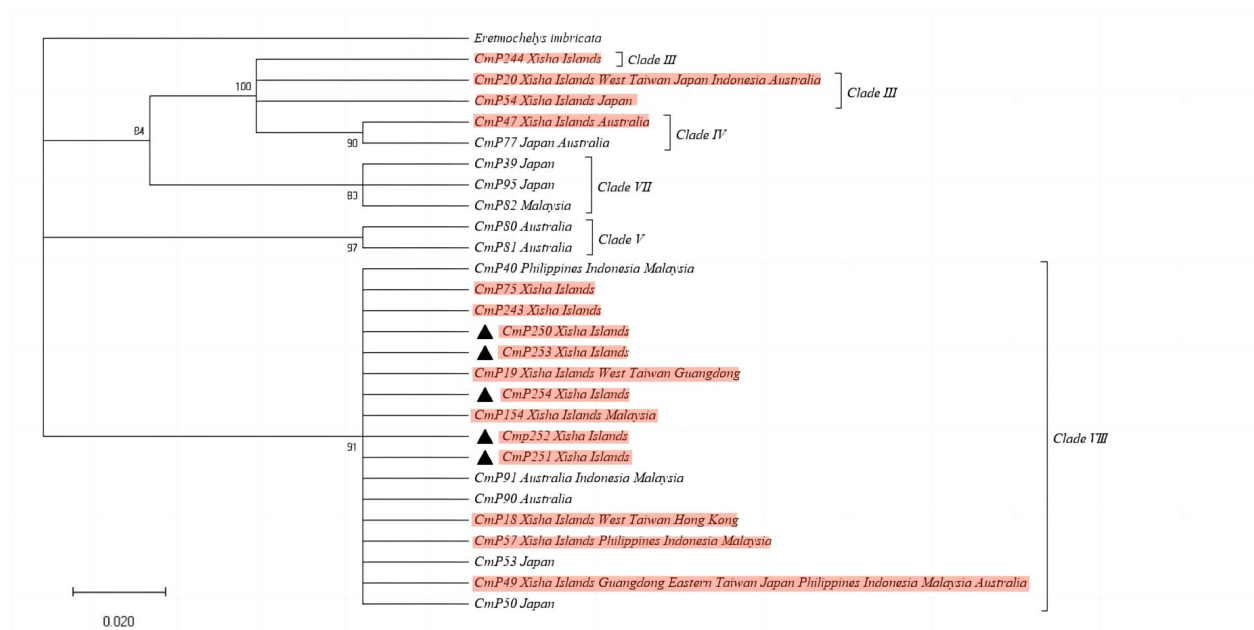 Eretmochelys imbricata
CmP244 Xisha Islands
Clade III
CmP20 Xisha Islands West Taiwan Japan Indonesia Australia
100
Clade III
CmP54 Xisha Islands Japan
CmP47 Xisha Islands Australia
84
Clade IV
90
CmP77 Japan Australia
CmP39 Japan
CmP95 Japan
Clade VII
83
CmP82 Malaysia
CmP80 Australia
Clade V
97
CmP81 Australia
CmP40 Philippines Indonesia Malaysia
CmP75 Xisha Islands
CmP243 Xisha Islands
CmP250 Xisha Islands
CmP253 Xisha Islands
CmP19 Xisha Islands West Taiwan Guangdong
CmP254 Xisha Islands
CmP154 Xisha Islands Malaysia
Cmp252 Xisha Islands
Clade VIII
91
CmP251 Xisha Islands
CmP91 Australia Indonesia Malaysia
CmP90 Australia
CmP18 Xisha Islands West Taiwan Hong Kong
CmP57 Xisha Islands Philippines Indonesia Malaysia
CmP53 Japan
CmP49 Xisha Islands Guangdong Eastern Taiwan Japan Philippines Indonesia Malaysia Australia
CmP50 Japan
0.020